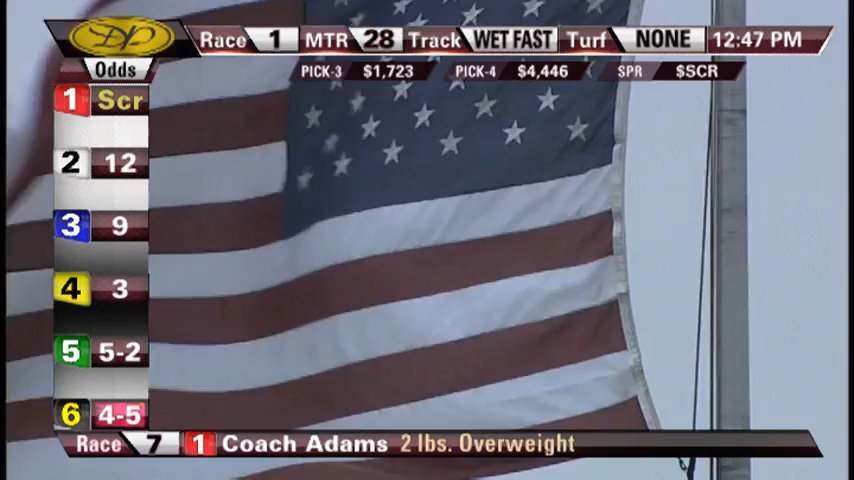 DP Race 1 MTR 28 Track WET FAST Turf NONE 12:47 PM
Odds PICK-3 $1,723 PICK-4 $4,446 SPR $SCR
1 Scr
2 12
3 9
4 3
5 5-2
6 4-5
Race 7 1 Coach Adams 2 lbs. Overweight